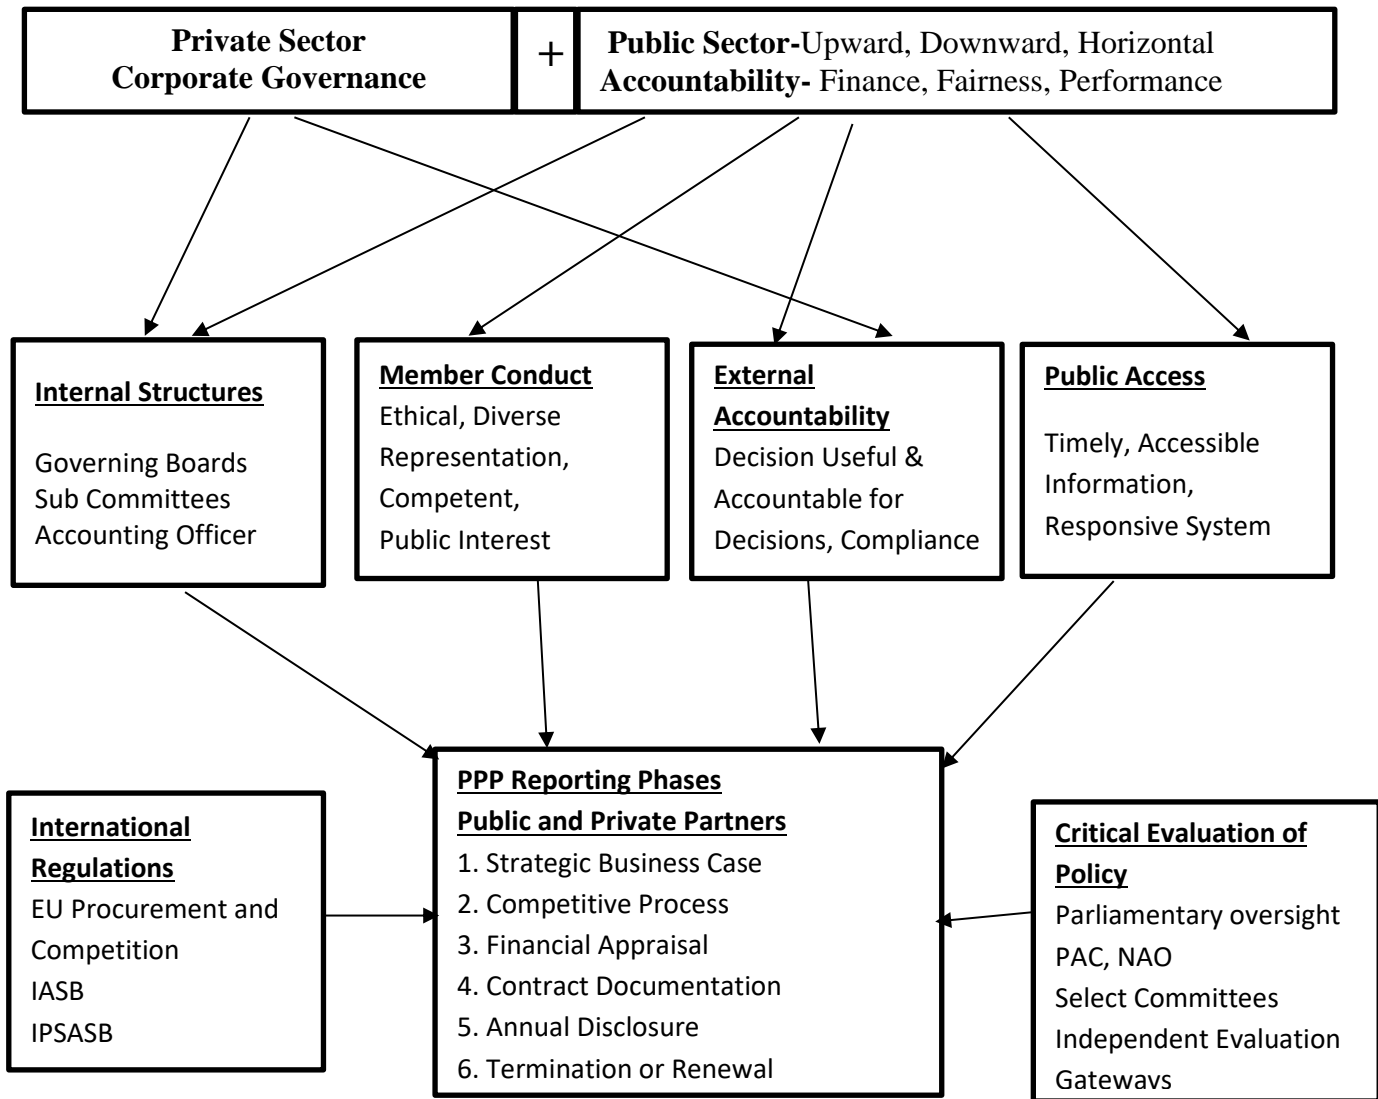 Private Sector
Corporate Governance
+
Public Sector-Upward, Downward, Horizontal
Accountability- Finance, Fairness, Performance
Internal Structures
Governing Boards
Sub Committees
Accounting Officer
Member Conduct
Ethical, Diverse
Representation,
Competent,
Public Interest
External
Accountability
Decision Useful &
Accountable for
Decisions, Compliance
Public Access
Timely, Accessible
Information,
Responsive System
International
Regulations
EU Procurement and
Competition
IASB
IPSASB
PPP Reporting Phases
Public and Private Partners
1. Strategic Business Case
2. Competitive Process
3. Financial Appraisal
4. Contract Documentation
5. Annual Disclosure
6. Termination or Renewal
Critical Evaluation of
Policy
Parliamentary oversight
PAC, NAO
Select Committees
Independent Evaluation
Gateways